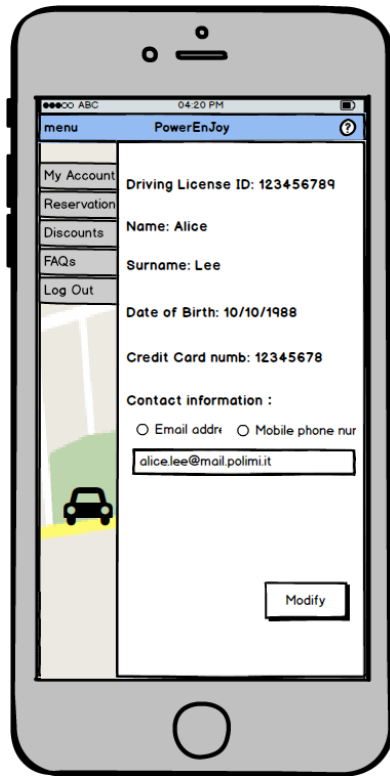 ABC 04:20 PM
menu PowerEnJoy ?
My Account
Reservation
Discounts
FAQs
Log Out
Driving License ID: 123456789
Name: Alice
Surname: Lee
Date of Birth: 10/10/1988
Credit Card numb: 12345678
Contact information :
Email addre Mobile phone nur
alice.lee@mail.polimi.it
Modify